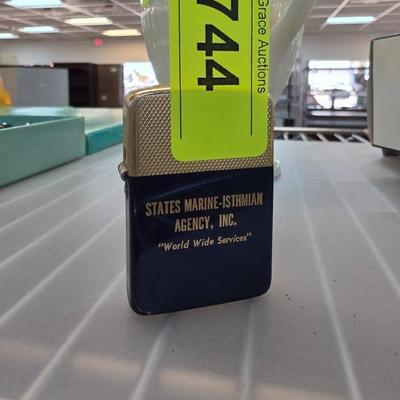 744
Grace Auctions
STATES MARINE-ISTHMIAN
AGENCY, INC.
"World Wide Services"